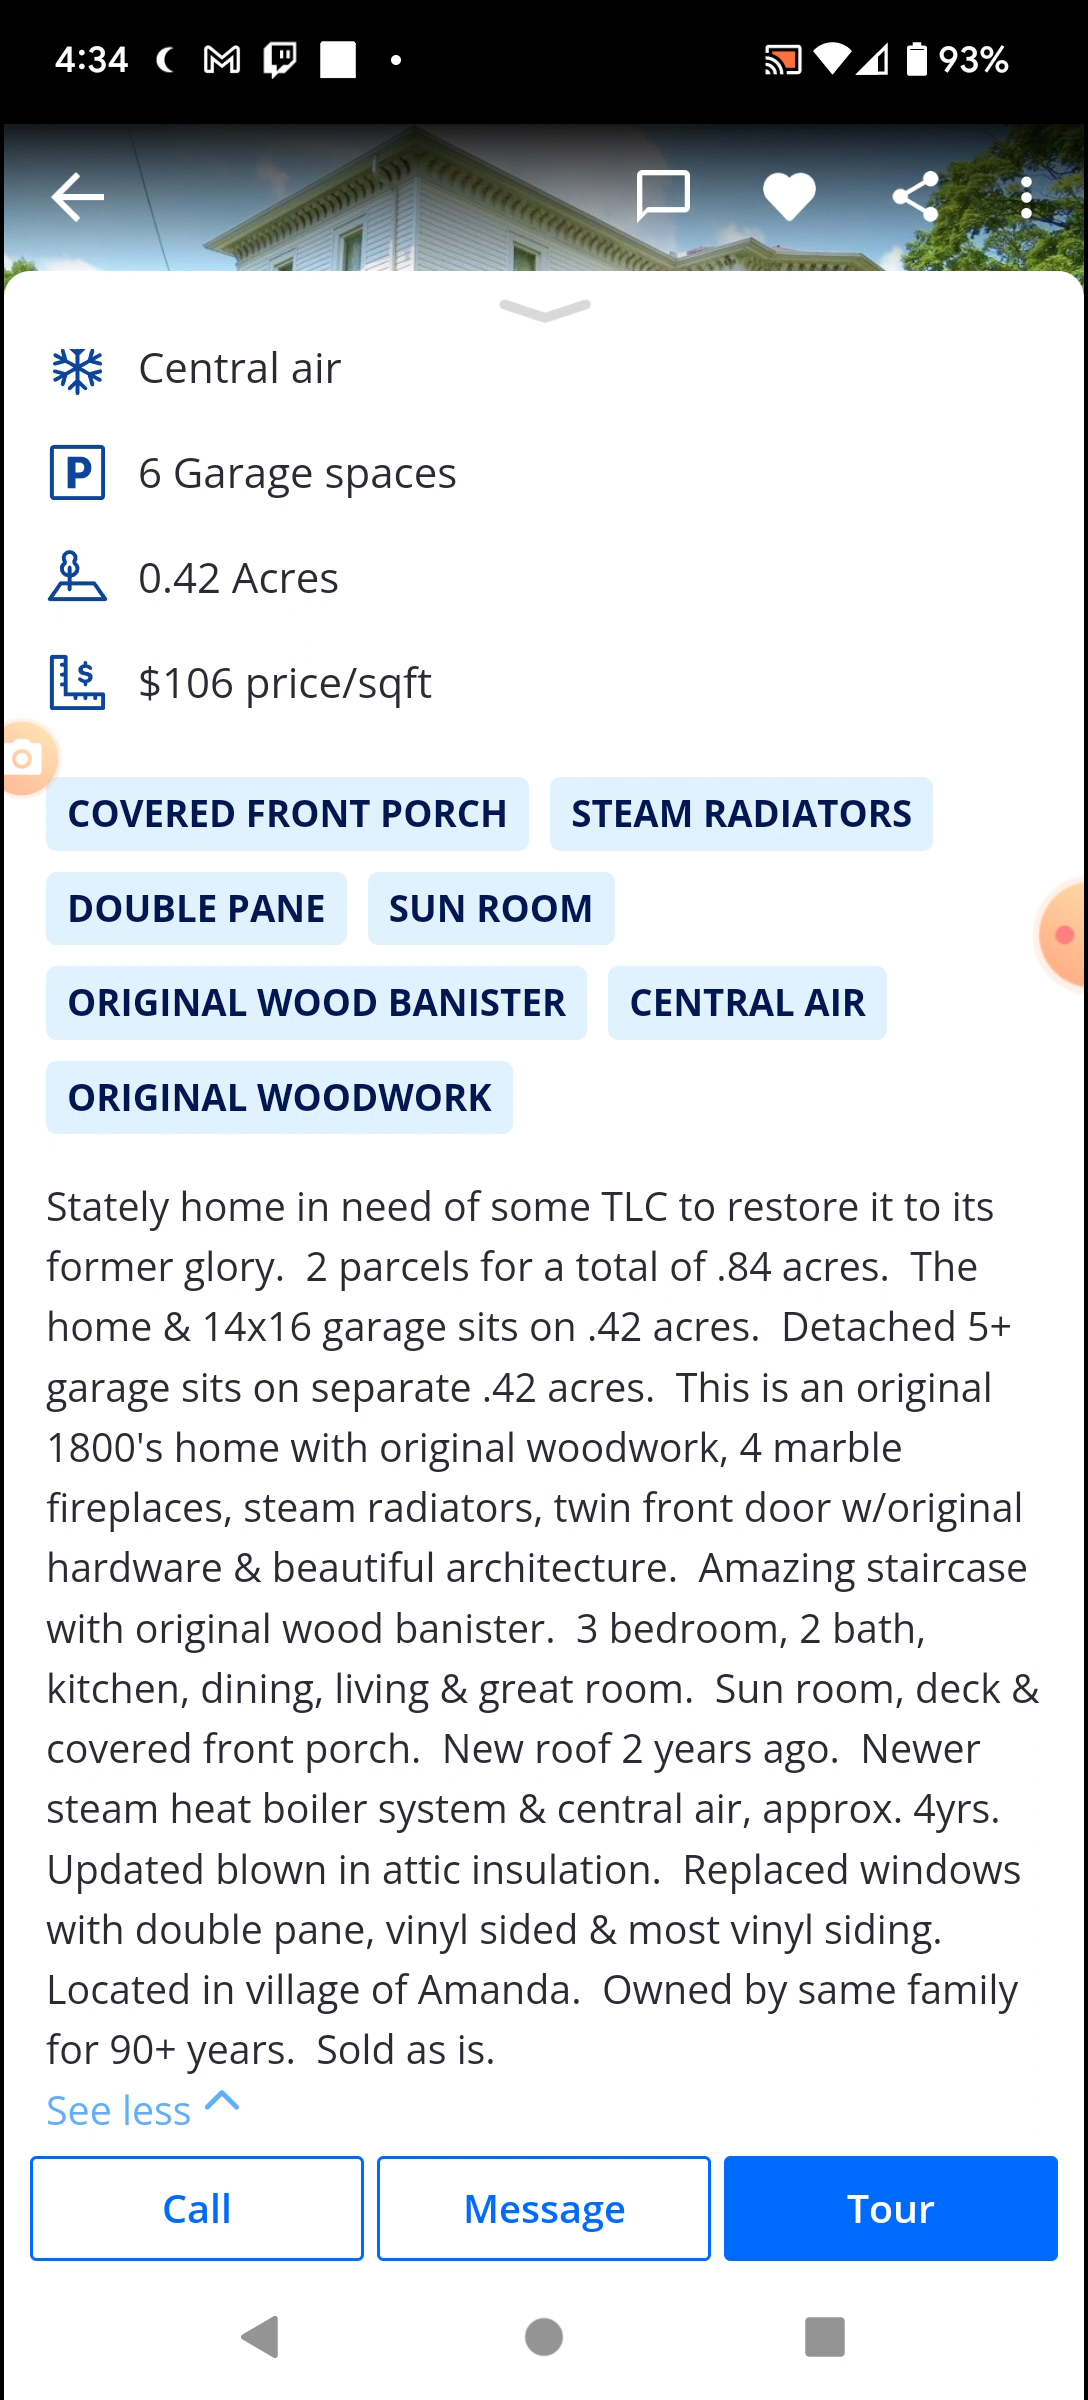 4:34
93%
Central air
P
6 Garage spaces
0.42 Acres
$
$106 price/sqft
COVERED FRONT PORCH STEAM RADIATORS
DOUBLE PANE SUN ROOM
ORIGINAL WOOD BANISTER CENTRAL AIR
ORIGINAL WOODWORK
Stately home in need of some TLC to restore it to its
former glory.  2 parcels for a total of .84 acres.  The
home & 14x16 garage sits on .42 acres.  Detached 5+
garage sits on separate .42 acres.  This is an original
1800's home with original woodwork, 4 marble
fireplaces, steam radiators, twin front door w/original
hardware & beautiful architecture.  Amazing staircase
with original wood banister.  3 bedroom, 2 bath,
kitchen, dining, living & great room.  Sun room, deck &
covered front porch.  New roof 2 years ago.  Newer
steam heat boiler system & central air, approx. 4yrs.
Updated blown in attic insulation.  Replaced windows
with double pane, vinyl sided & most vinyl siding.
Located in village of Amanda.  Owned by same family
for 90+ years.  Sold as is.
See less
Call Message Tour